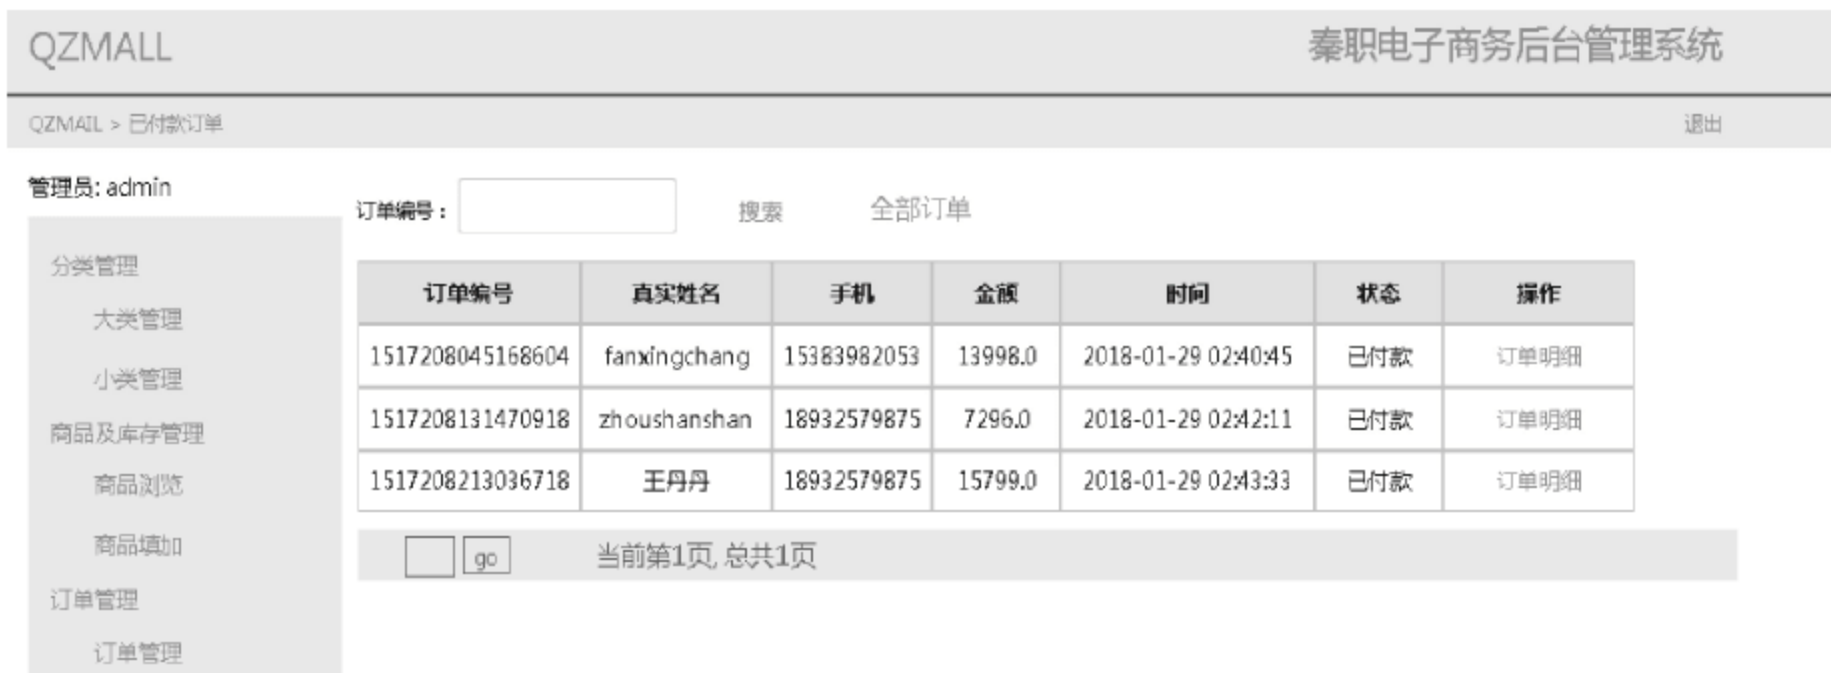 QZMALL 秦职电子商务后台管理系统
QZMAIL > 已付款订单 退出
管理员: admin
订单编号： 搜索 全部订单
分类管理
大类管理
小类管理
商品及库存管理
商品浏览
商品填加
订单管理
订单管理
订单编号 真实姓名 手机 金额 时间 状态 操作
1517208045168604 fanxingchang 15383982053 13998.0 2018-01-29 02:40:45 已付款 订单明细
1517208131470918 zhoushanshan 18932579875 7296.0 2018-01-29 02:42:11 已付款 订单明细
1517208213036718 王丹丹 18932579875 15799.0 2018-01-29 02:43:33 已付款 订单明细
go 当前第1页, 总共1页